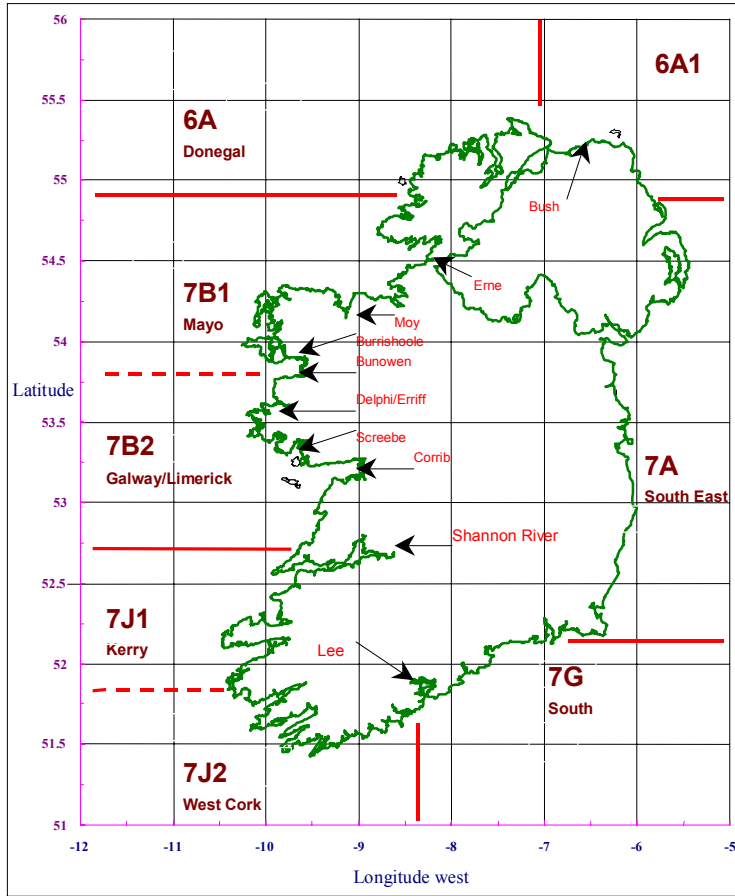 56
6A1
55.5
6A
Donegal
55
Bush
54.5
Erne
7B1
Mayo
Moy
54
Burrishoole
Bunowen
Latitude
Delphi/Erriff
53.5
Screebe
7B2
Corrib
Galway/Limerick
7A
South East
53
Shannon River
52.5
7J1
Kerry
Lee
52
7G
South
51.5
7J2
West Cork
51
-12 -11 -10 -9 -8 -7 -6 -5
Longitude west